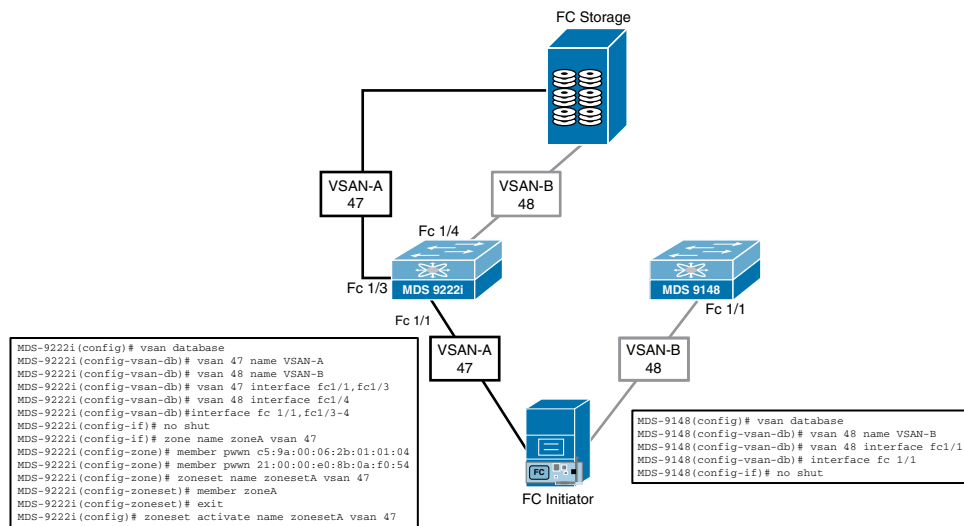 FC Storage
VSAN-A
47
VSAN-B
48
Fc 1/4
Fc 1/3
MDS 9222i
MDS 9148
Fc 1/1
Fc 1/1
VSAN-A
47
VSAN-B
48
MDS-9222i(config)# vsan database
MDS-9222i(config-vsan-db)# vsan 47 name VSAN-A
MDS-9222i(config-vsan-db)# vsan 48 name VSAN-B
MDS-9222i(config-vsan-db)# vsan 47 interface fc1/1,fc1/3
MDS-9222i(config-vsan-db)# vsan 48 interface fc1/4
MDS-9222i(config-vsan-db)#interface fc 1/1,fc1/3-4
MDS-9222i(config-if)# no shut
MDS-9222i(config-if)# zone name zoneA vsan 47
MDS-9222i(config-zone)# member pwwn c5:9a:00:06:2b:01:01:04
MDS-9222i(config-zone)# member pwwn 21:00:00:e0:8b:0a:f0:54
MDS-9222i(config-zone)# zoneset name zonesetA vsan 47
MDS-9222i(config-zoneset)# member zoneA
MDS-9222i(config-zoneset)# exit
MDS-9222i(config)# zoneset activate name zonesetA vsan 47
FC
FC Initiator
MDS-9148(config)# vsan database
MDS-9148(config-vsan-db)# vsan 48 name VSAN-B
MDS-9148(config-vsan-db)# vsan 48 interface fc1/1
MDS-9148(config-vsan-db)# interface fc 1/1
MDS-9148(config-if)# no shut